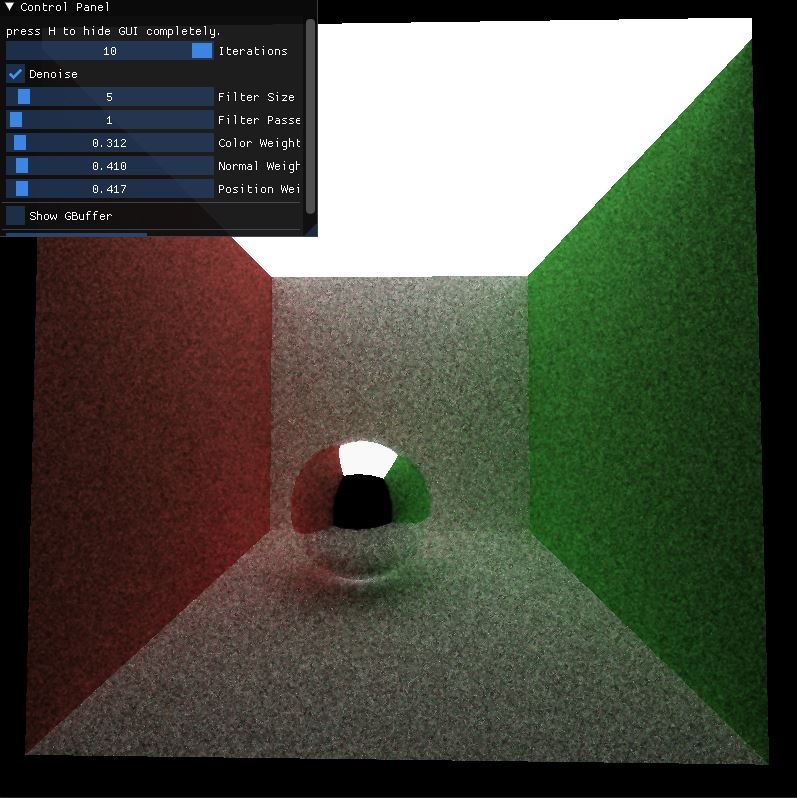 Control Panel
press H to hide GUI completely.
10 Iterations
Denoise
5 Filter Size
1 Filter Passe
0.312 Color Weight
0.410 Normal Weigh
0.417 Position Wei
Show GBuffer